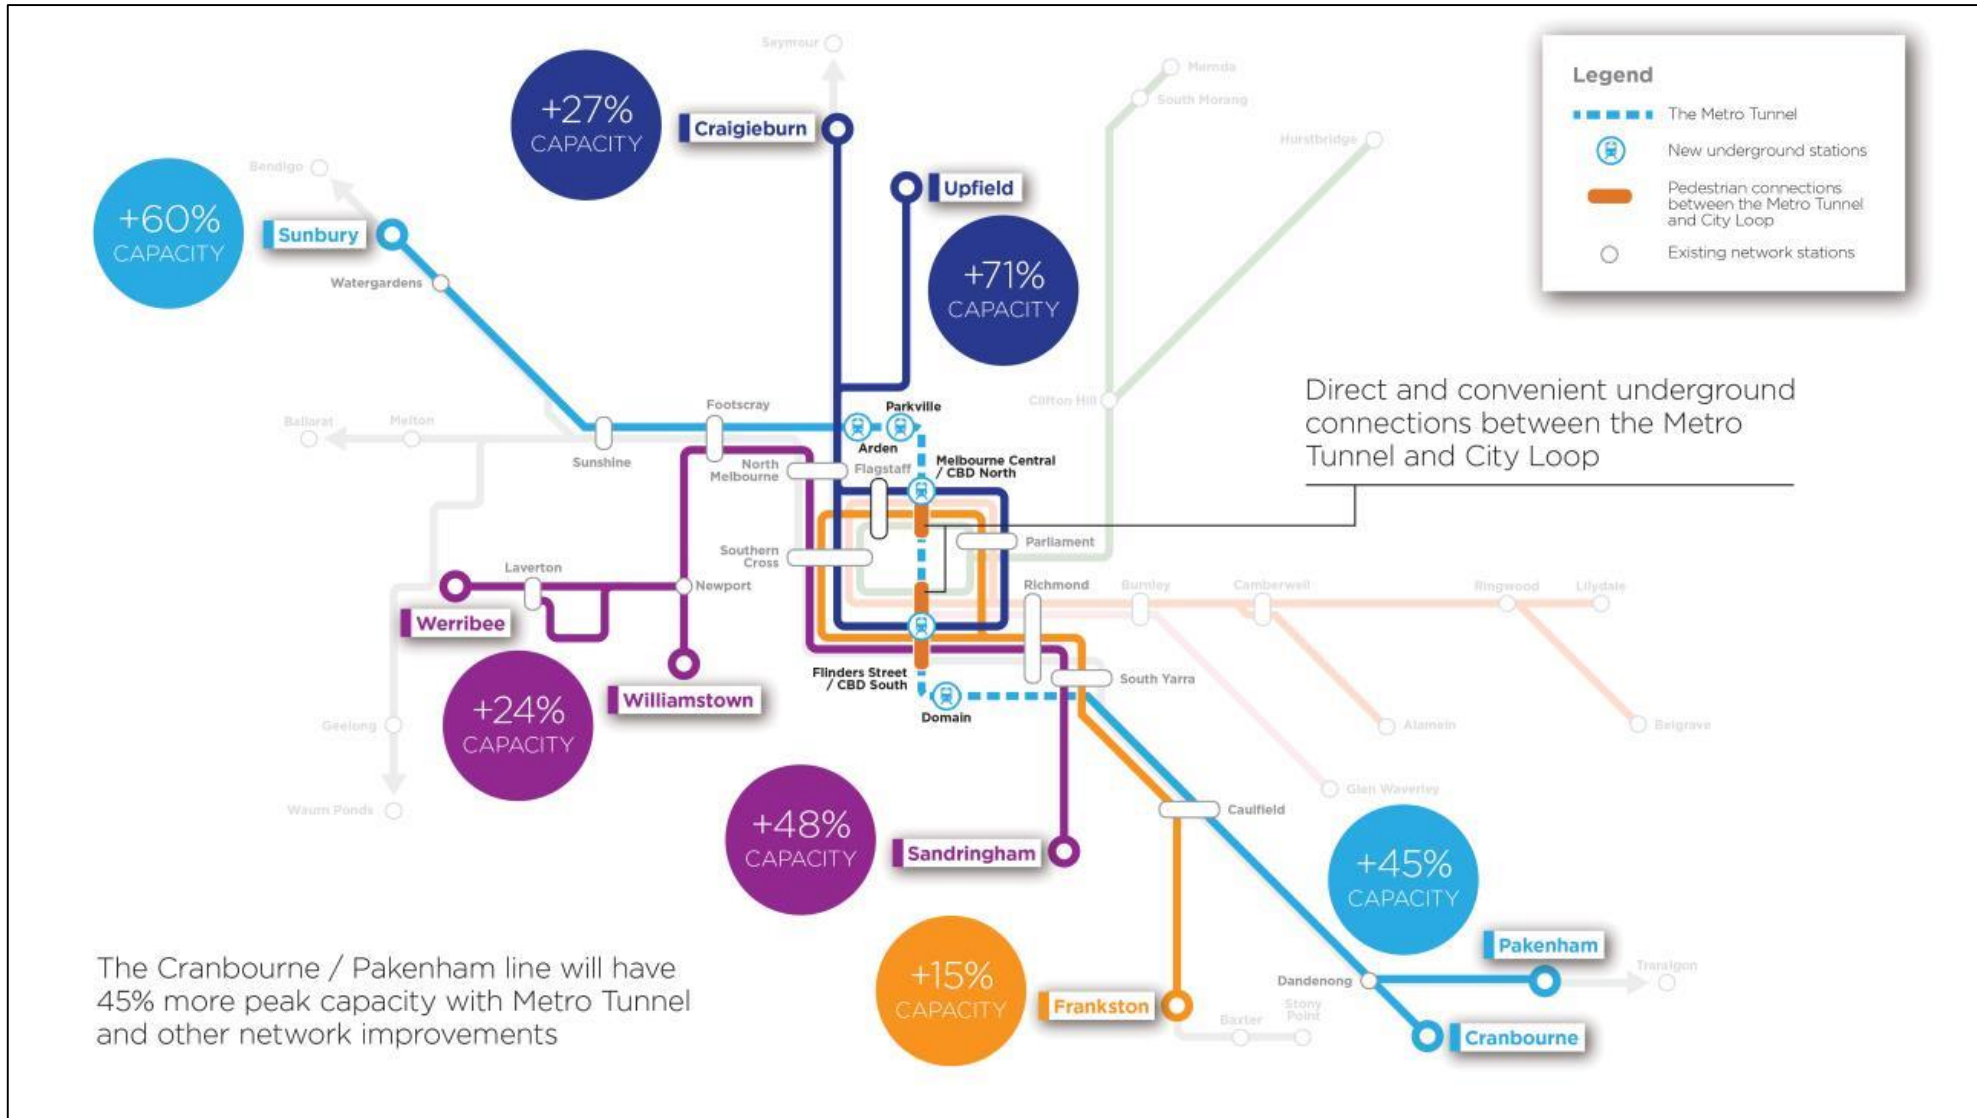 Seymour
+27%
CAPACITY
Craigieburn
Mernda
South Morang
Hurstbridge
Legend
The Metro Tunnel
New underground stations
Pedestrian connections
between the Metro Tunnel
and City Loop
Existing network stations
Bendigo
+60%
CAPACITY
Sunbury
Watergardens
Upfield
+71%
CAPACITY
Direct and convenient underground
connections between the Metro
Tunnel and City Loop
Ballarat
Melton
Sunshine
Footscray
Parkville
Arden
Clifton Hill
North
Melbourne
Flagstaff
Melbourne Central
/ CBD North
Southern
Cross
Parliament
Laverton
Newport
Werribee
Williamstown
+24%
CAPACITY
Richmond
Burnley
Camberwell
Ringwood
Lilydale
Flinders Street
/ CBD South
South Yarra
Domain
Alamein
Belgrave
Geelong
Waurn Ponds
Glen Waverley
Caulfield
+48%
CAPACITY
Sandringham
+45%
CAPACITY
+15%
CAPACITY
Frankston
Pakenham
Dandenong
Traralgon
Stony
Point
Baxter
Cranbourne
The Cranbourne / Pakenham line will have
45% more peak capacity with Metro Tunnel
and other network improvements